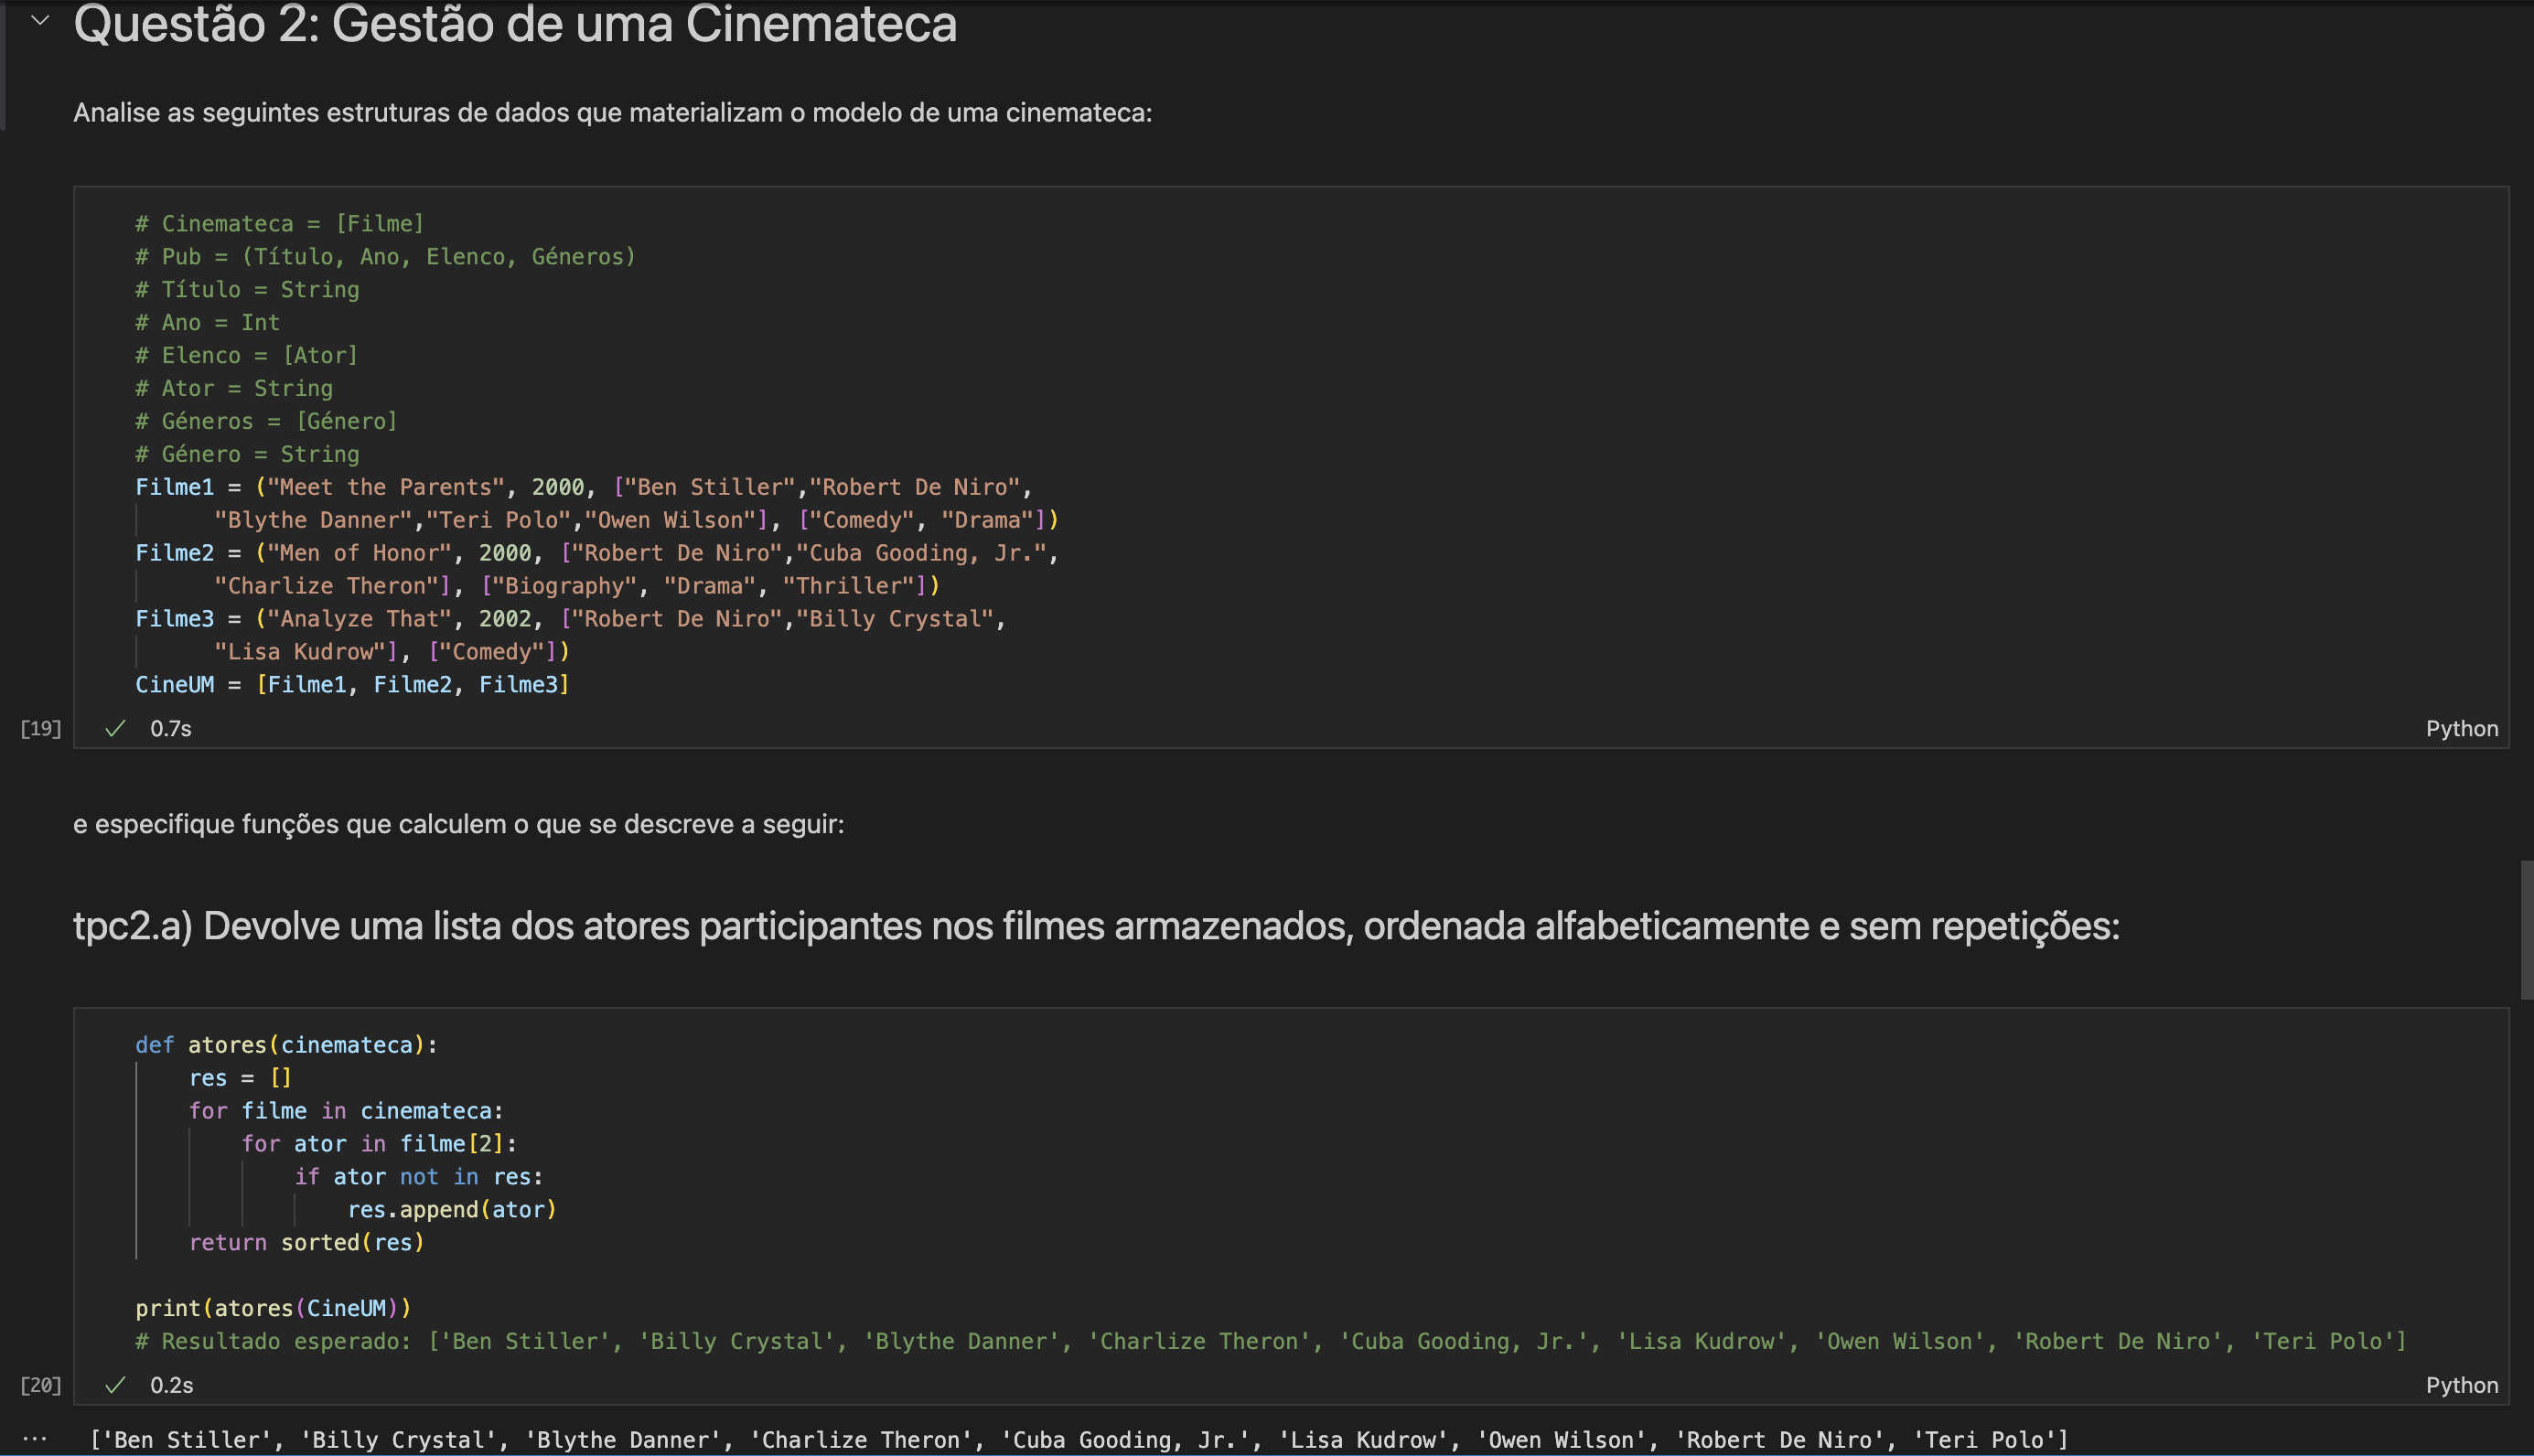 Questão 2: Gestão de uma Cinemateca
Analise as seguintes estruturas de dados que materializam o modelo de uma cinemateca:
# Cinemateca = [Filme]
# Pub = (Título, Ano, Elenco, Géneros)
# Título = String
# Ano = Int
# Elenco = [Ator]
# Ator = String
# Géneros = [Género]
# Género = String
Filme1 = ("Meet the Parents", 2000, ["Ben Stiller","Robert De Niro",
"Blythe Danner","Teri Polo","Owen Wilson"], ["Comedy", "Drama"])
Filme2 = ("Men of Honor", 2000, ["Robert De Niro","Cuba Gooding, Jr.",
"Charlize Theron"], ["Biography", "Drama", "Thriller"])
Filme3 = ("Analyze That", 2002, ["Robert De Niro","Billy Crystal",
"Lisa Kudrow"], ["Comedy"])
CineUM = [Filme1, Filme2, Filme3]
[19] 0.7s Python
e especifique funções que calculem o que se descreve a seguir:
tpc2.a) Devolve uma lista dos atores participantes nos filmes armazenados, ordenada alfabeticamente e sem repetições:
def atores(cinemateca):
res = []
for filme in cinemateca:
for ator in filme[2]:
if ator not in res:
res.append(ator)
return sorted(res)
print(atores(CineUM))
# Resultado esperado: ['Ben Stiller', 'Billy Crystal', 'Blythe Danner', 'Charlize Theron', 'Cuba Gooding, Jr.', 'Lisa Kudrow', 'Owen Wilson', 'Robert De Niro', 'Teri Polo']
[20] 0.2s Python
... ['Ben Stiller', 'Billy Crystal', 'Blythe Danner', 'Charlize Theron', 'Cuba Gooding, Jr.', 'Lisa Kudrow', 'Owen Wilson', 'Robert De Niro', 'Teri Polo']